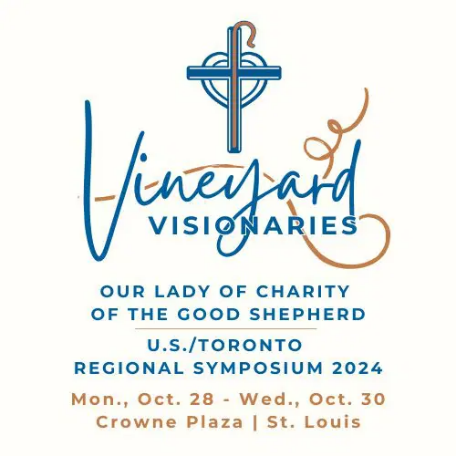 Vineyard
VISIONARIES
OUR LADY OF CHARITY
OF THE GOOD SHEPHERD
U.S./TORONTO
REGIONAL SYMPOSIUM 2024
Mon., Oct. 28 - Wed., Oct. 30
Crowne Plaza | St. Louis